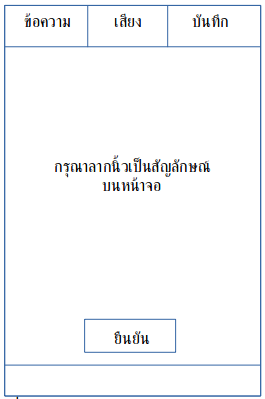 ข้อความ เสียง บันทึก
กรุณาลากนิ้วเป็นสัญลักษณ์
บนหน้าจอ
ยืนยัน